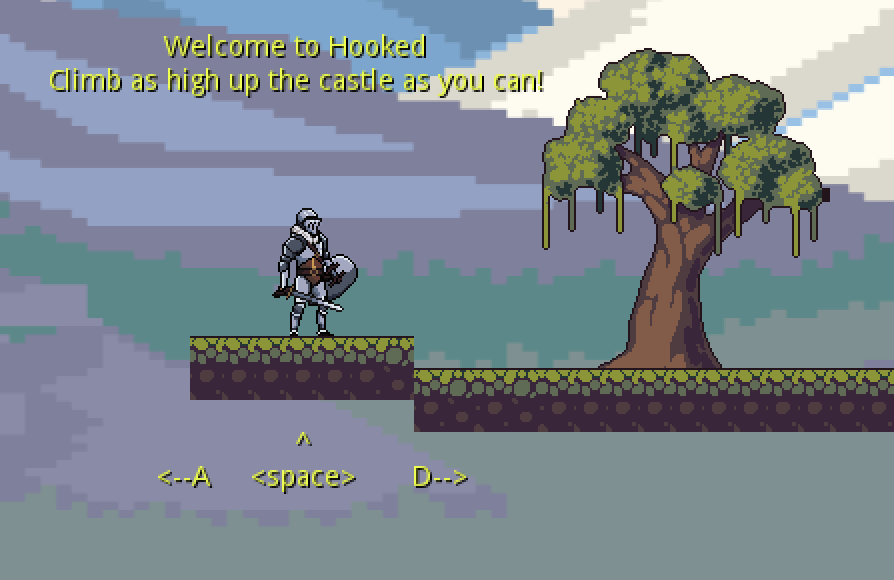 Welcome to Hooked
Climb as high up the castle as you can!
^
<--A <space> D-->